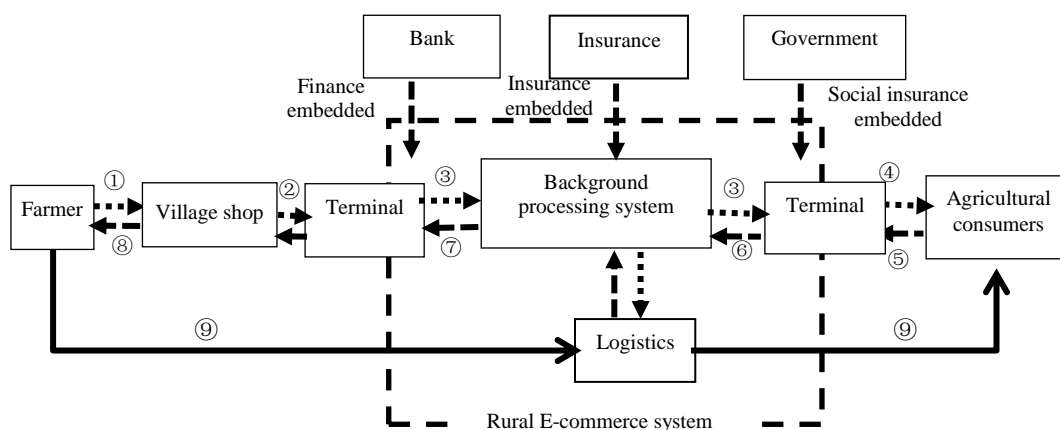 Bank
Insurance
Government
Finance
embedded
Insurance
embedded
Social insurance
embedded
①
②
③
③
④
Farmer
Village shop
Terminal
Background
processing system
Terminal
Agricultural
consumers
⑧
⑦
⑥
⑤
⑨
Logistics
⑨
Rural E-commerce system